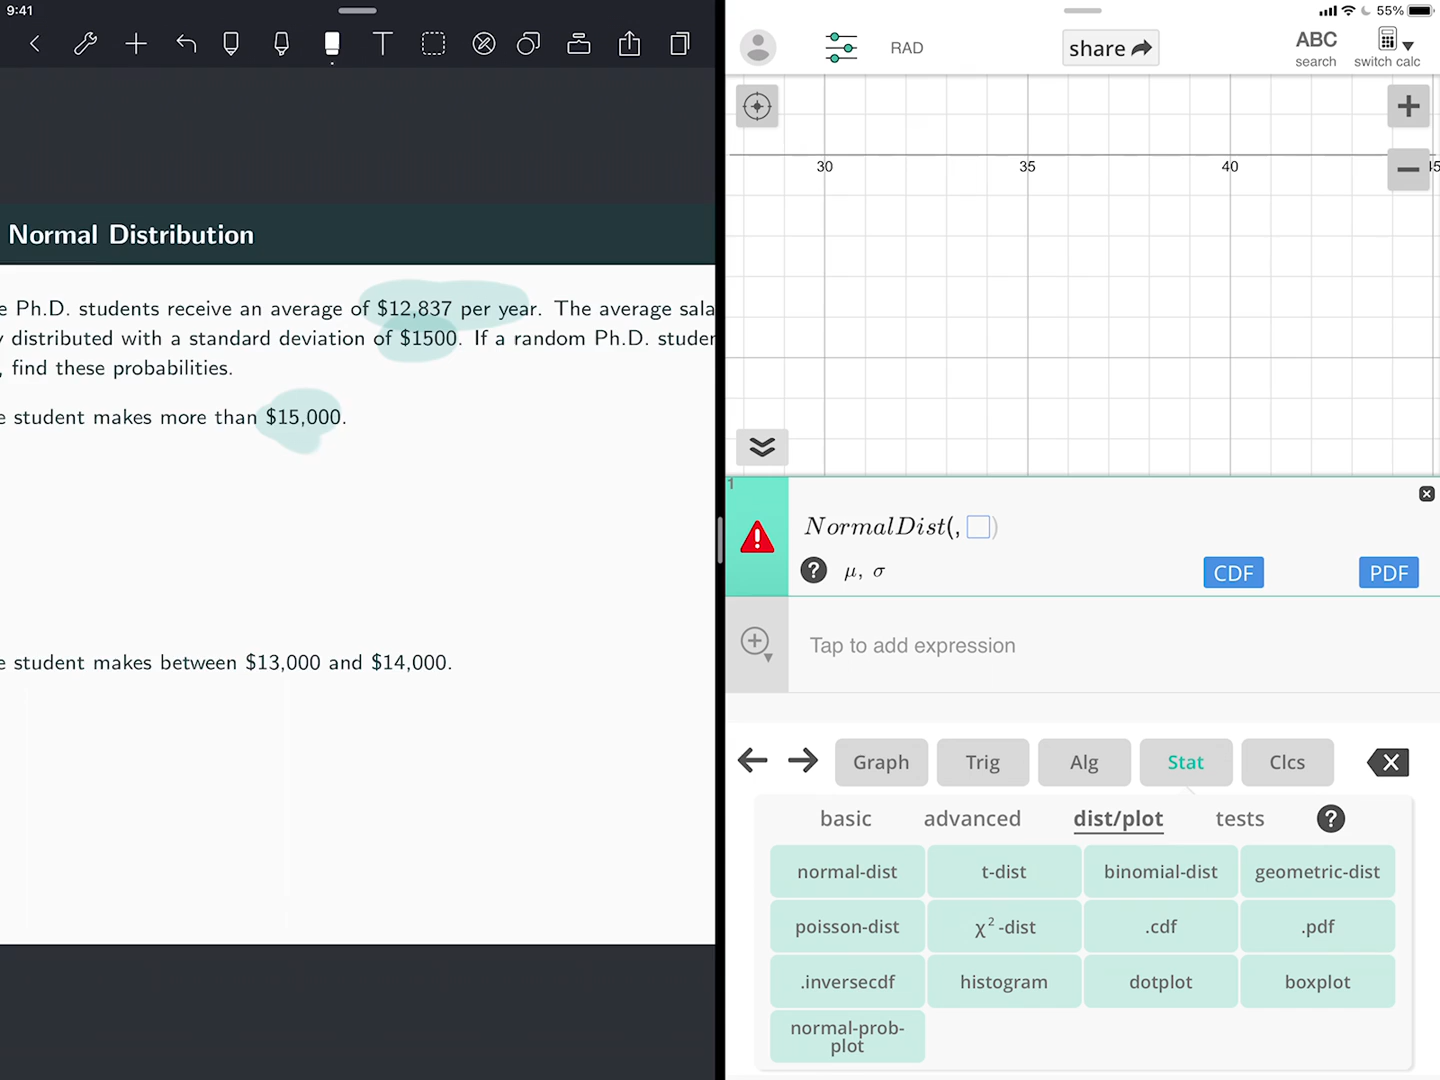 9:41
55%
RAD
share
ABC
search
switch calc
30
35
40
45
Normal Distribution
Ph.D. students receive an average of $12,837 per year. The average
distributed with a standard deviation of $1500. If a random Ph.D.
, find these probabilities.
student makes more than $15,000.
student makes between $13,000 and $14,000.
1
NormalDist(, )
? μ, σ
CDF
PDF
Tap to add expression
Graph
Trig
Alg
Stat
Clcs
basic
advanced
dist/plot
tests
?
normal-dist
t-dist
binomial-dist
geometric-dist
poisson-dist
χ²-dist
.cdf
.pdf
.inversecdf
histogram
dotplot
boxplot
normal-prob-
plot